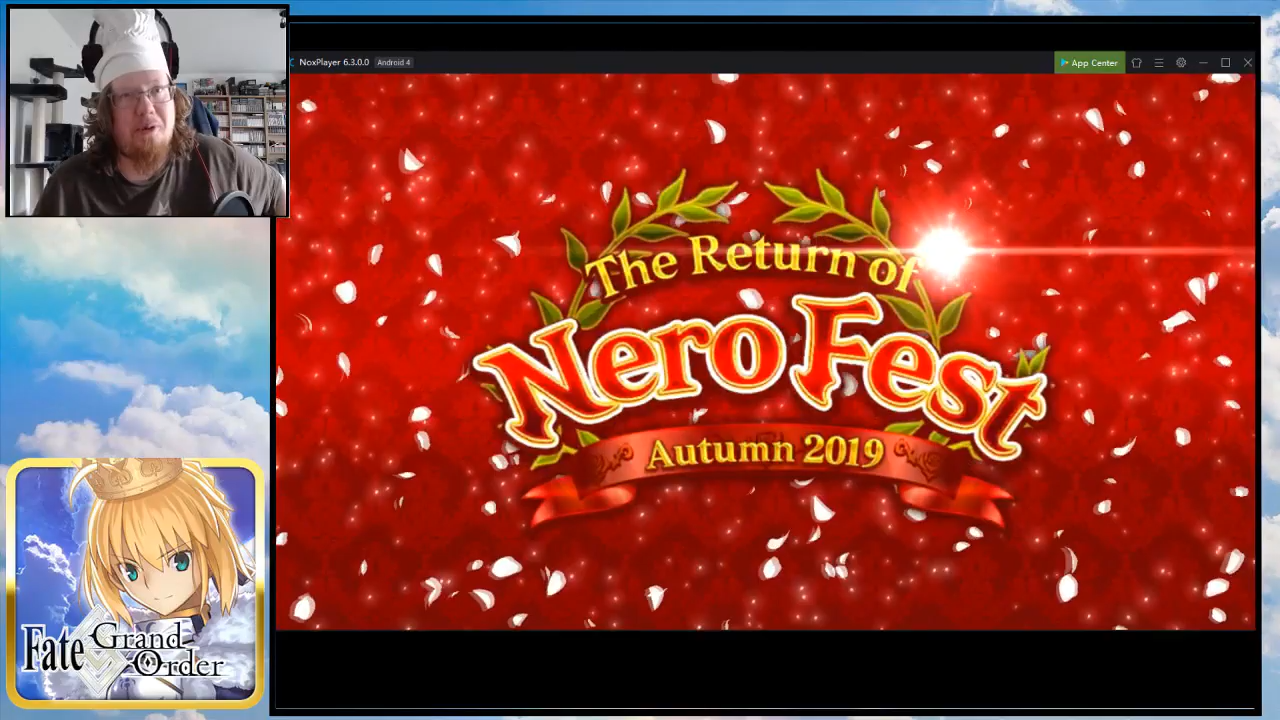 NoxPlayer 6.3.0.0 Android 4
App Center
The Return of
Nero Fest
Autumn 2019
Fate
Grand
Order